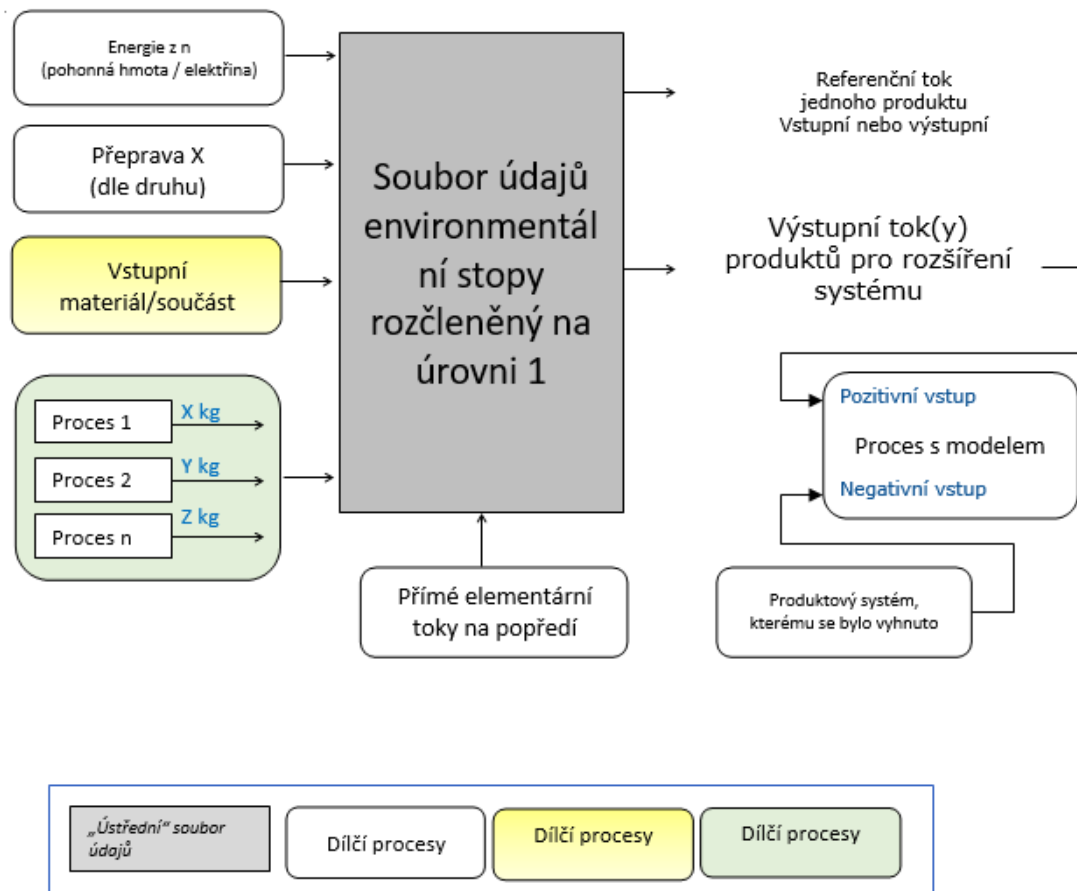 Energie z n
(pohonná hmota / elektřina)
Přeprava X
(dle druhu)
Vstupní
materiál/součást
Proces 1
X kg
Proces 2
Y kg
Proces n
Z kg
Soubor údajů
environmentál
ní stopy
rozčleněný na
úrovni 1
Přímé elementární
toky na popředí
Referenční tok
jednoho produktu
Vstupní nebo výstupní
Výstupní tok(y)
produktů pro rozšíření
systému
Pozitivní vstup
Proces s modelem
Negativní vstup
Produktový systém,
kterému se bylo vyhnuto
„Ústřední“ soubor
údajů
Dílčí procesy
Dílčí procesy
Dílčí procesy